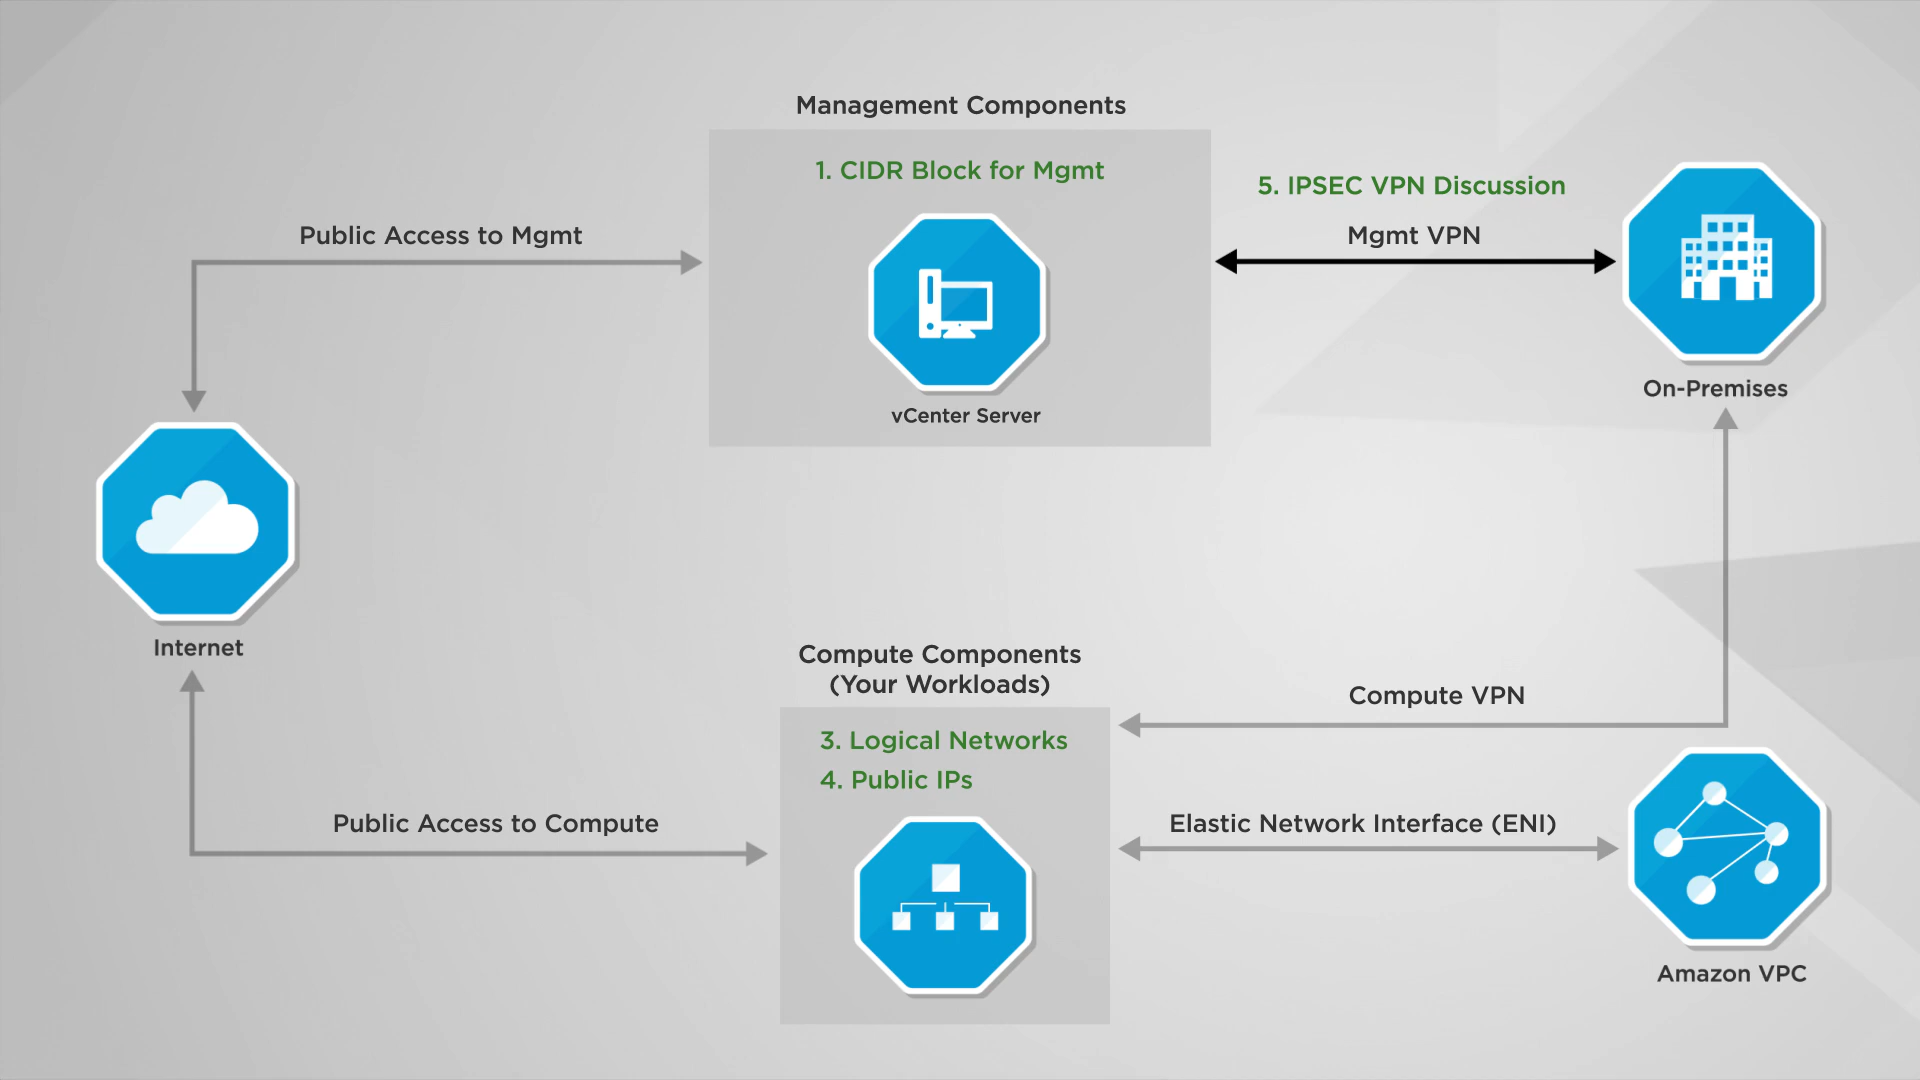 Management Components
1. CIDR Block for Mgmt
5. IPSEC VPN Discussion
Public Access to Mgmt
Mgmt VPN
vCenter Server
On-Premises
Internet
Compute Components
(Your Workloads)
Compute VPN
3. Logical Networks
4. Public IPs
Public Access to Compute
Elastic Network Interface (ENI)
Amazon VPC